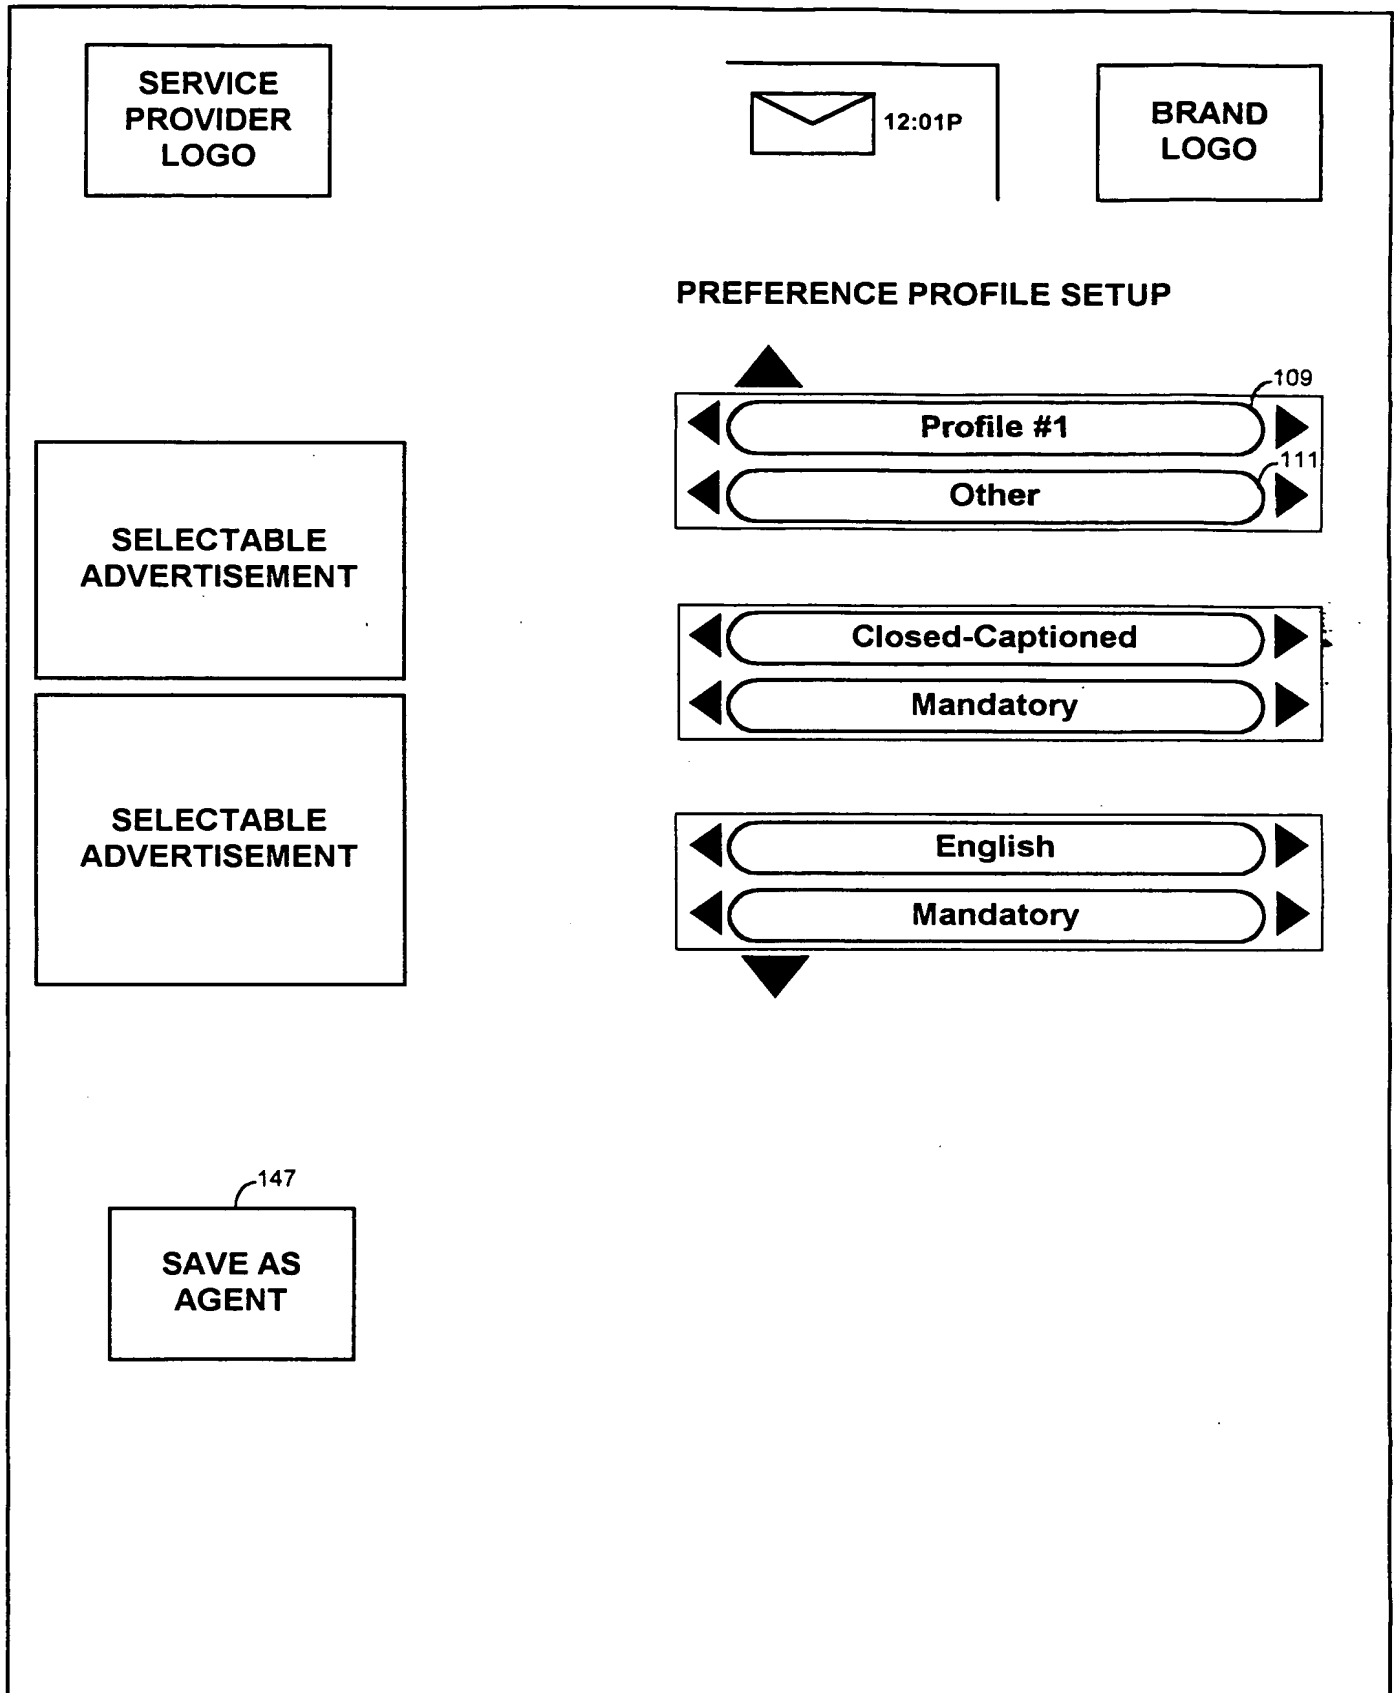 SERVICE
PROVIDER
LOGO
12:01P
BRAND
LOGO
PREFERENCE PROFILE SETUP
109
Profile #1
111
Other
SELECTABLE
ADVERTISEMENT
Closed-Captioned
Mandatory
SELECTABLE
ADVERTISEMENT
English
Mandatory
147
SAVE AS
AGENT